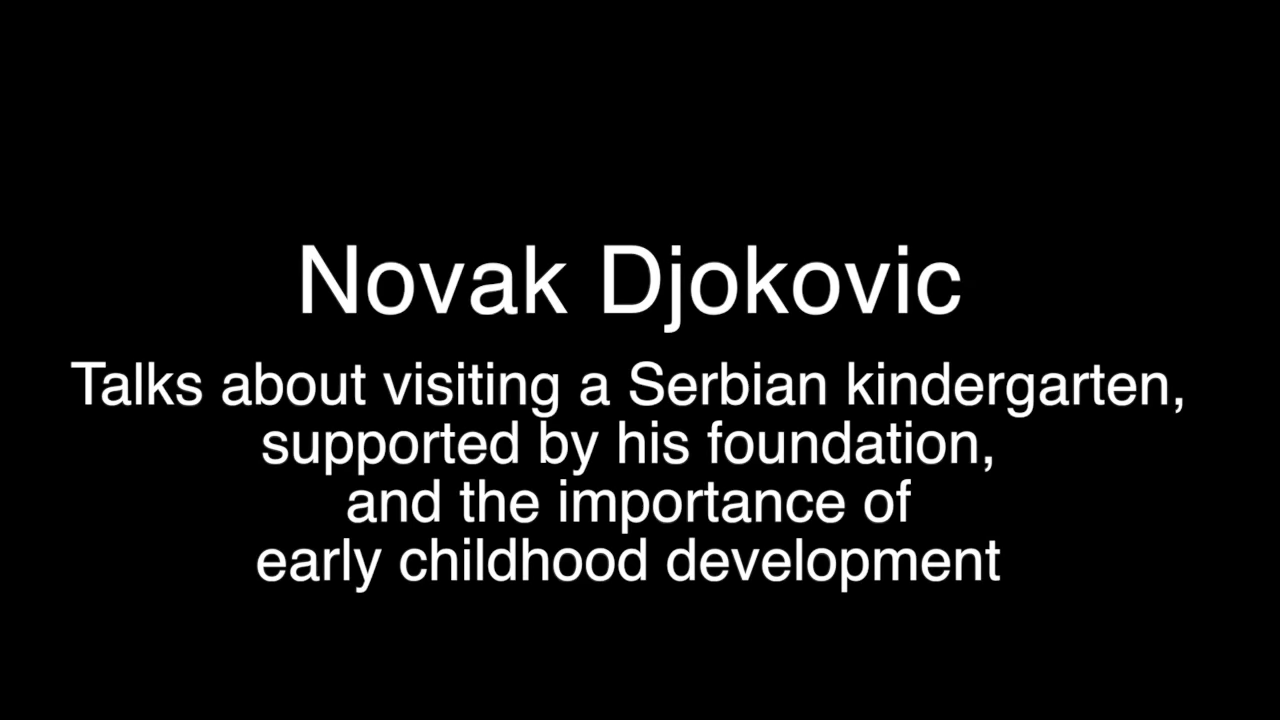 Novak Djokovic
Talks about visiting a Serbian kindergarten,
supported by his foundation,
and the importance of
early childhood development